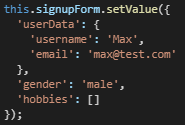 this.signupForm.setValue({
  'userData': {
    'username': 'Max',
    'email': 'max@test.com'
  },
  'gender': 'male',
  'hobbies': []
});